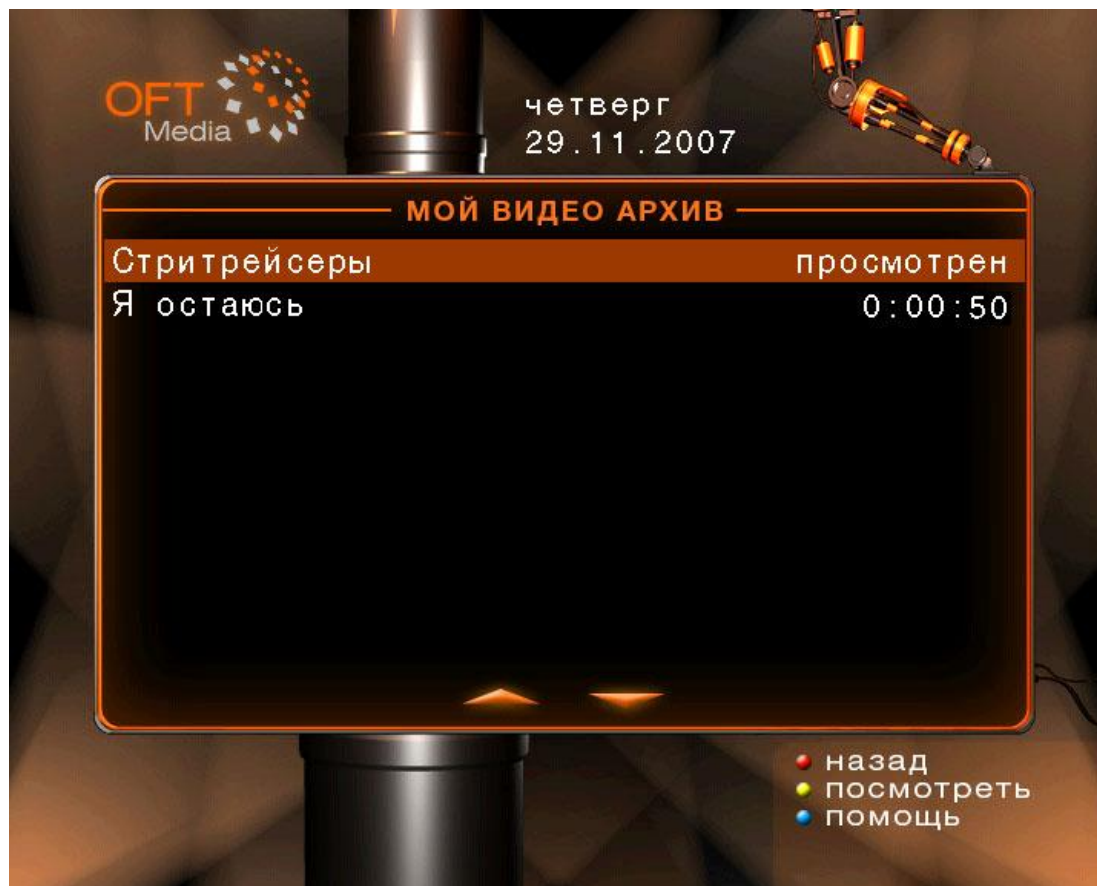 OFT
Media
четверг
29.11.2007
МОЙ ВИДЕО АРХИВ
Стритрейсеры просмотрен
Я остаюсь 0:00:50
назад
посмотреть
помощь